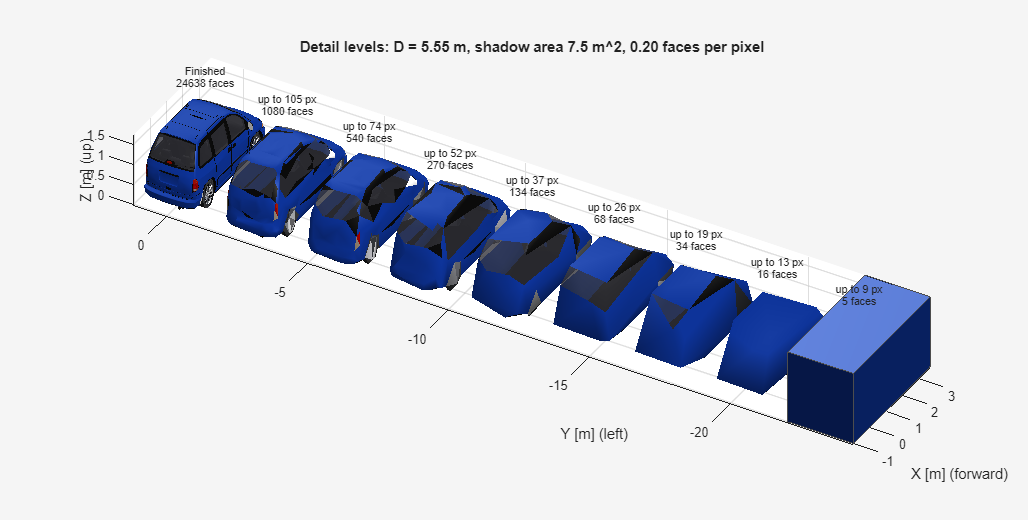 Detail levels: D = 5.55 m, shadow area 7.5 m^2, 0.20 faces per pixel
Finished
24638 faces
up to 105 px
1080 faces
up to 74 px
540 faces
up to 52 px
270 faces
up to 37 px
134 faces
up to 26 px
68 faces
up to 19 px
34 faces
up to 13 px
16 faces
up to 9 px
5 faces
Z [m] (up)
1.5
1
0.5
0
0
-5
-10
-15
-20
Y [m] (left)
3
2
1
0
-1
X [m] (forward)